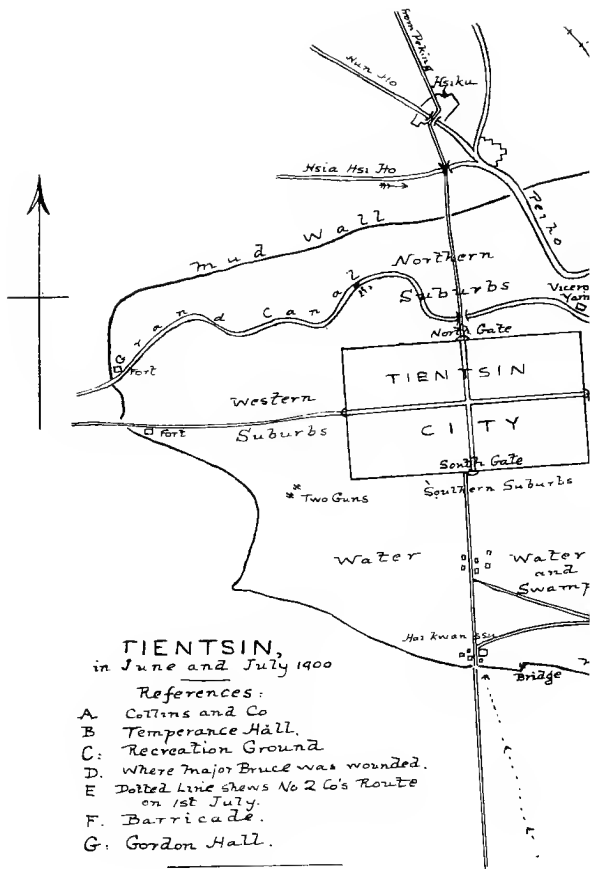 from Peking
Hun Ho
Hsiku
Hsia Hsi Ho
Peiho
Mud Wall
Northern
Suburbs
Grand Canal
Vicero
Yam
North Gate
Fort
TIENTSIN
Western
Suburbs
Fort
CITY
South Gate
Two Guns
Southern Suburbs
Water
Water
and
Swamp
Hai kwan ssu
Bridge
TIENTSIN,
in June and July 1900
References:
A Collins and Co
B Temperance Hall.
C: Recreation Ground
D. Where Major Bruce was wounded.
E Dotted Line shews No 2 Co's Route
on 1st July.
F. Barricade.
G: Gordon Hall.